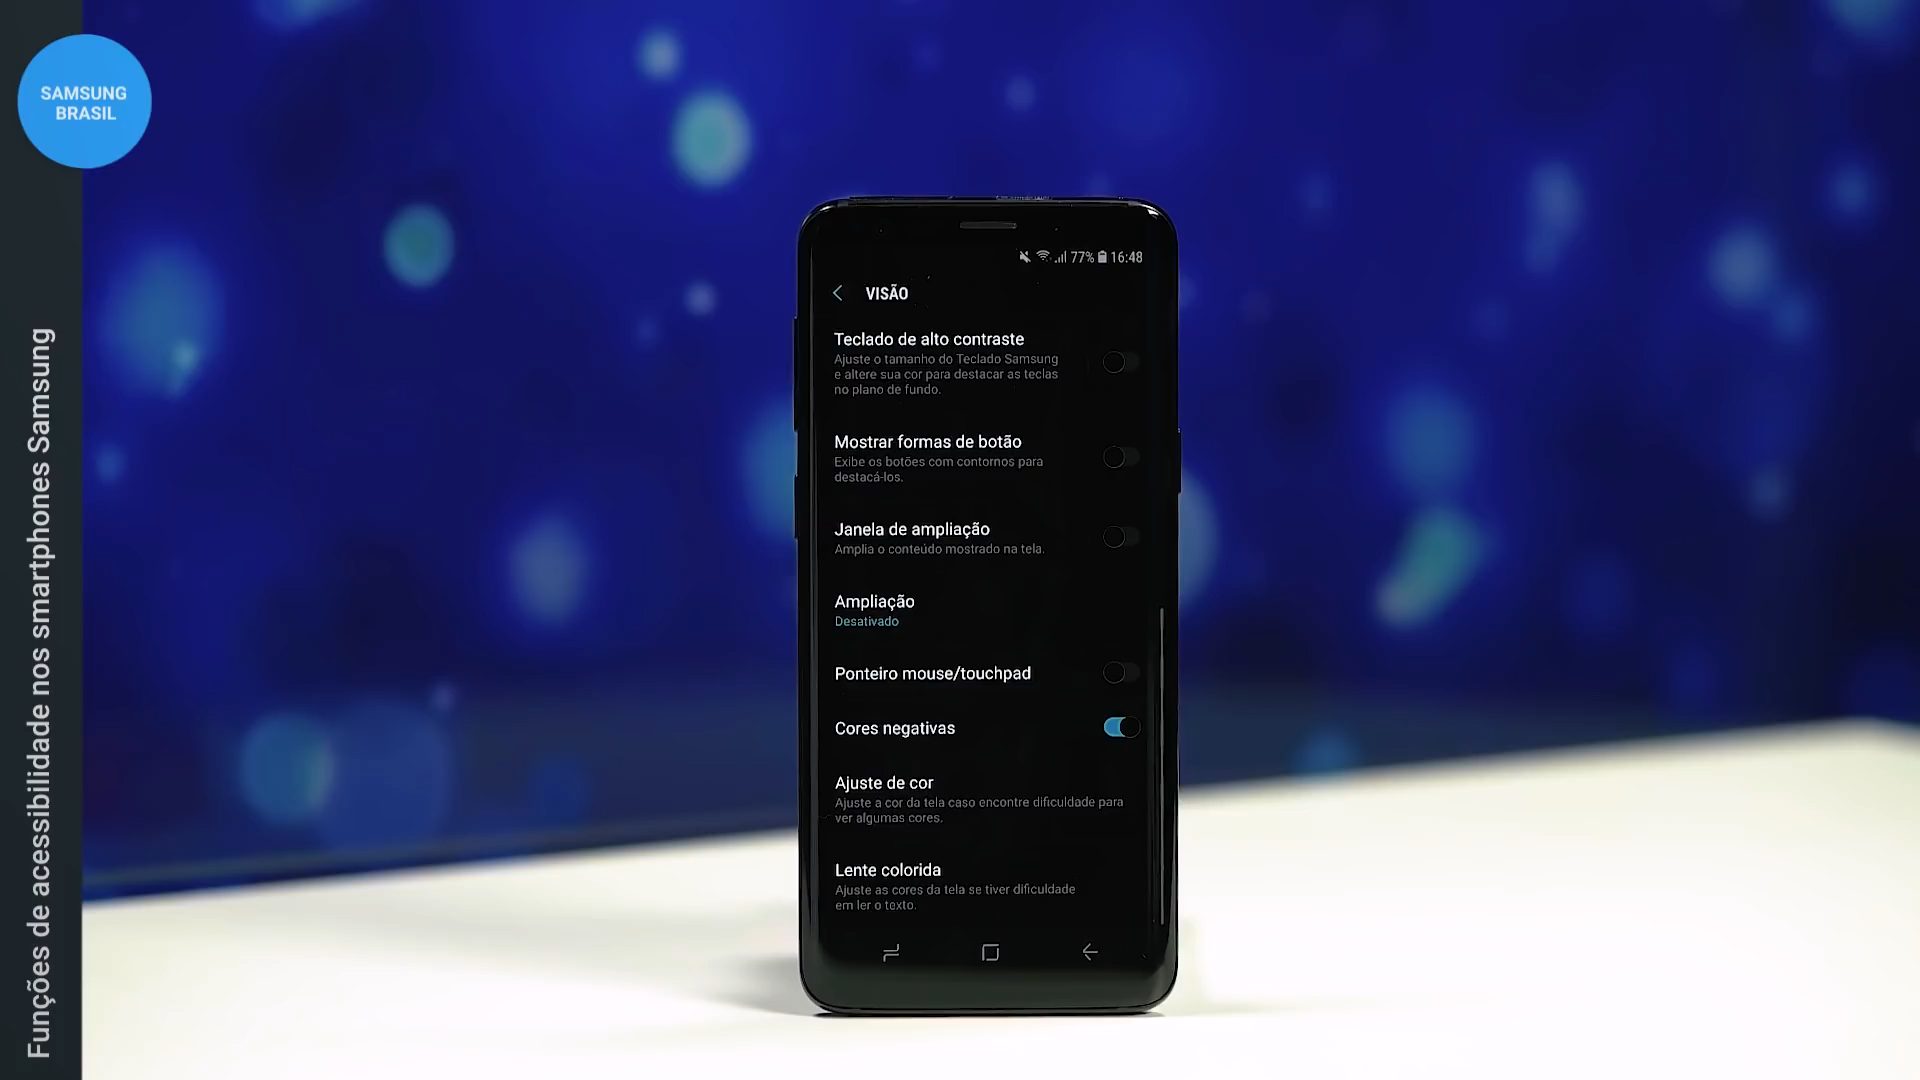 SAMSUNG
BRASIL
Funções de acessibilidade nos smartphones Samsung
77% 16:48
VISÃO
Teclado de alto contraste
Ajuste o tamanho do Teclado Samsung
e altere sua cor para destacar as teclas
no plano de fundo.
Mostrar formas de botão
Exibe os botões com contornos para
destacá-los.
Janela de ampliação
Amplia o conteúdo mostrado na tela.
Ampliação
Desativado
Ponteiro mouse/touchpad
Cores negativas
Ajuste de cor
Ajuste a cor da tela caso encontre dificuldade para
ver algumas cores.
Lente colorida
Ajuste as cores da tela se tiver dificuldade
em ler o texto.